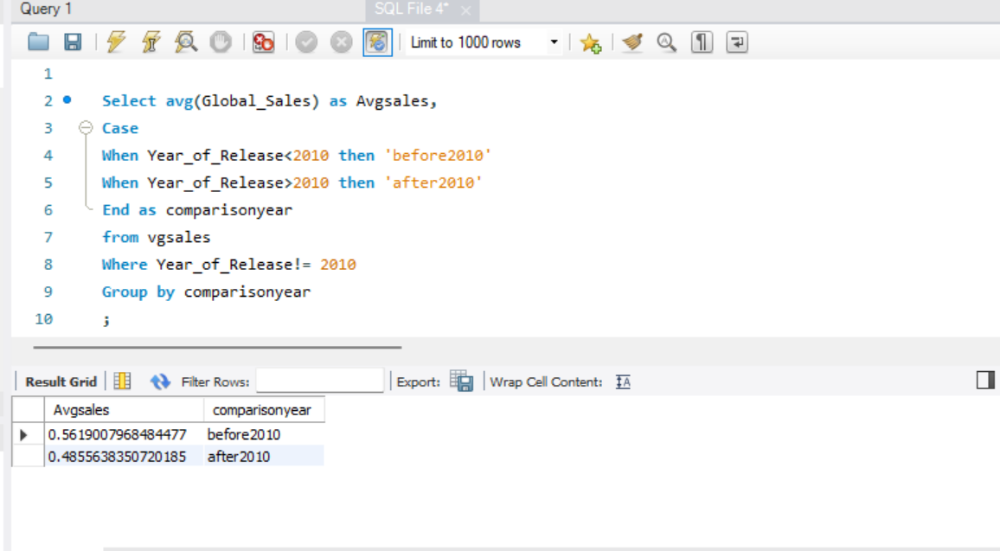 Query 1 SQL File 4* ×
Limit to 1000 rows
1
2 Select avg(Global_Sales) as Avgsales,
3 Case
4 When Year_of_Release<2010 then 'before2010'
5 When Year_of_Release>2010 then 'after2010'
6 End as comparisonyear
7 from vgsales
8 Where Year_of_Release!= 2010
9 Group by comparisonyear
10 ;
Result Grid Filter Rows: Export: Wrap Cell Content: IA
Avgsales comparisonyear
0.5619007968484477 before2010
0.4855638350720185 after2010